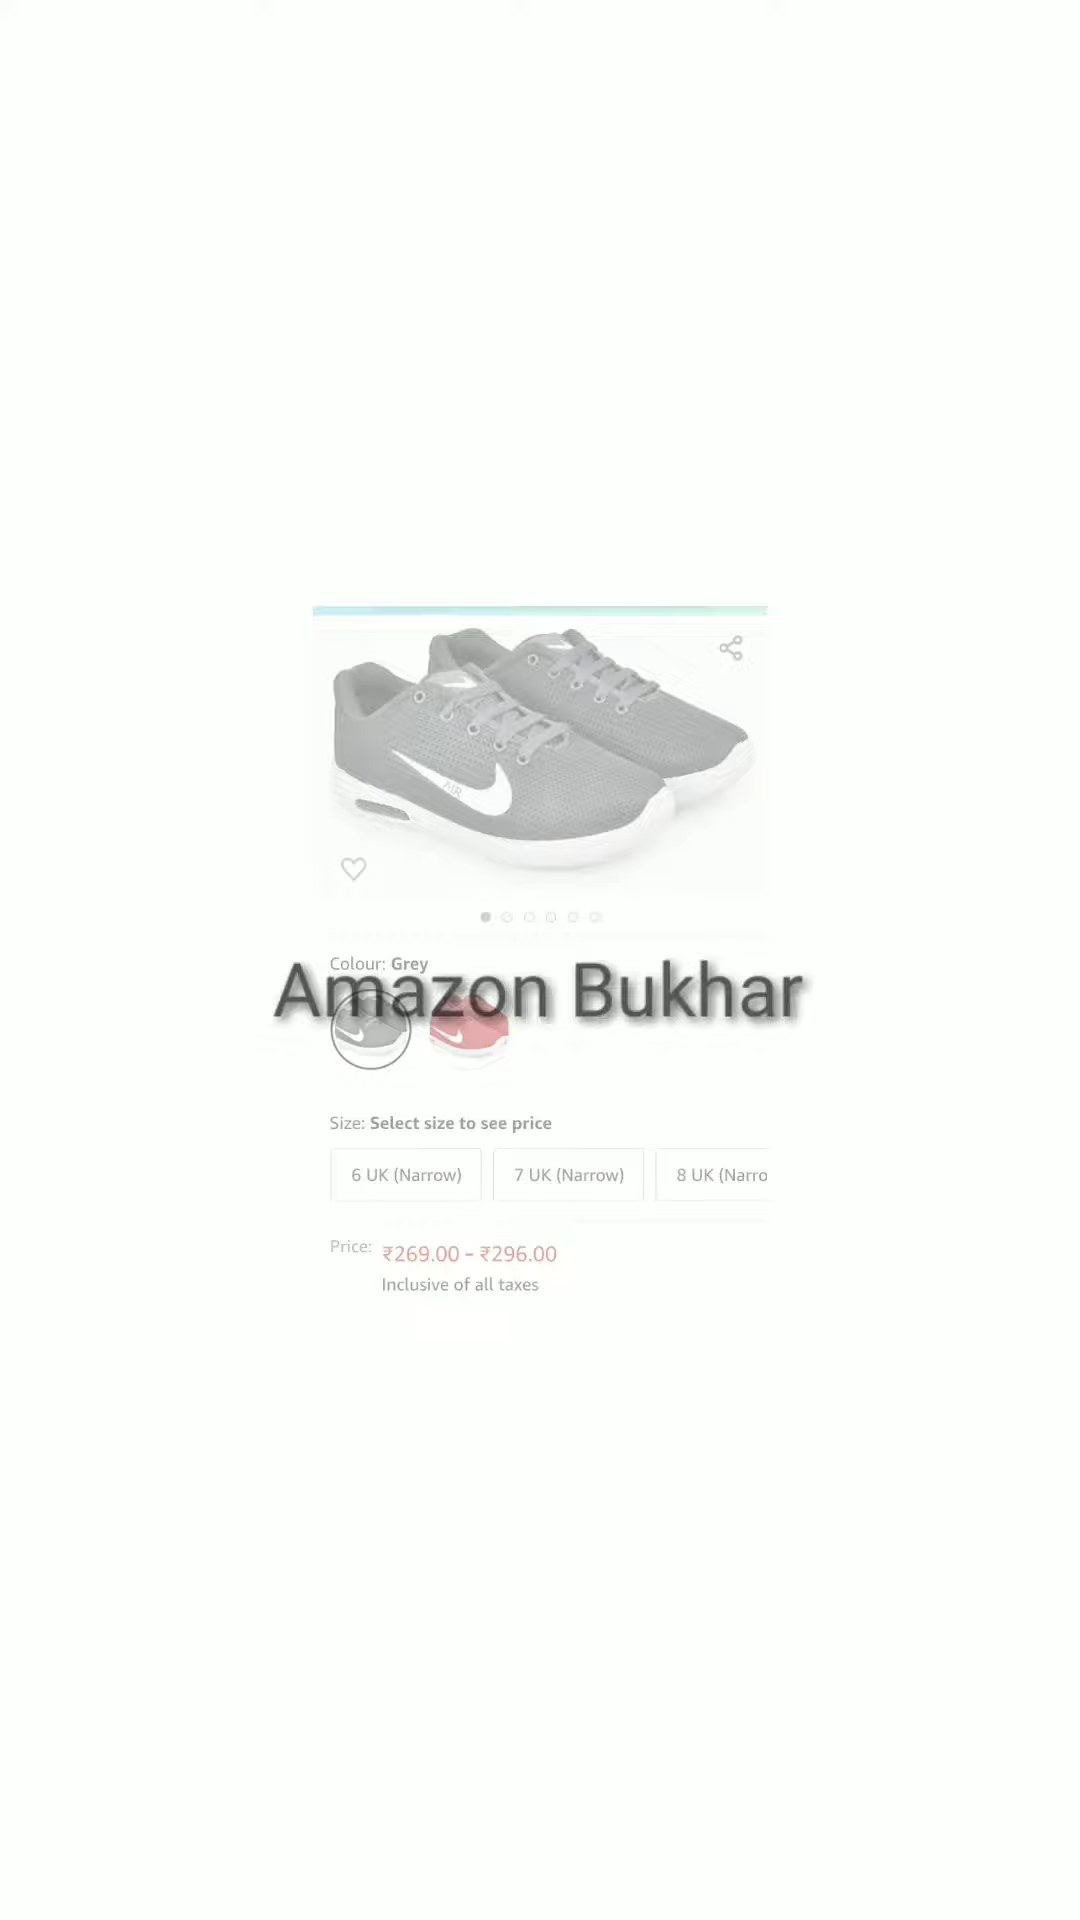 AIR
Colour: Grey
Amazon Bukhar
Size: Select size to see price
6 UK (Narrow) 7 UK (Narrow) 8 UK (Narro
Price: ₹269.00 - ₹296.00
Inclusive of all taxes